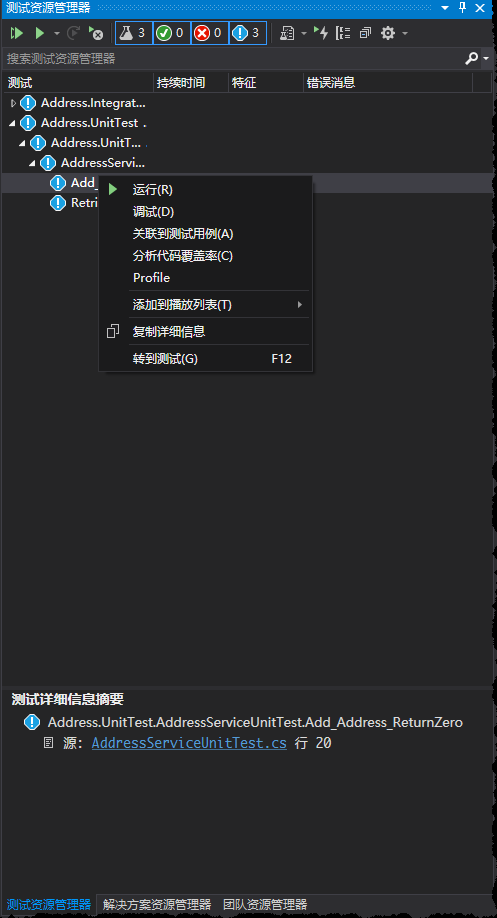 测试资源管理器
3 0 0 3
搜索测试资源管理器
测试 持续时间 特征 错误消息
Address.Integrat...
Address.UnitTest .
Address.UnitT...
AddressServi...
Add_
Retri
运行(R)
调试(D)
关联到测试用例(A)
分析代码覆盖率(C)
Profile
添加到播放列表(T)
复制详细信息
转到测试(G) F12
测试详细信息摘要
Address.UnitTest.AddressServiceUnitTest.Add_Address_ReturnZero
源: AddressServiceUnitTest.cs 行 20
测试资源管理器 解决方案资源管理器 团队资源管理器